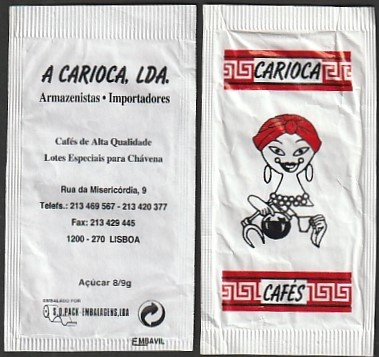 A CARIOCA, LDA.
Armazenistas • Importadores
Cafés de Alta Qualidade
Lotes Especiais para Chávena
Rua da Misericórdia, 9
Telefs.: 213 469 567 - 213 420 377
Fax: 213 429 445
1200 - 270 LISBOA
Açúcar 8/9g
EMBALADO POR
S.O.PACK-EMBALAGENS, LDA
EMBAVIL
CARIOCA
CAFÉS